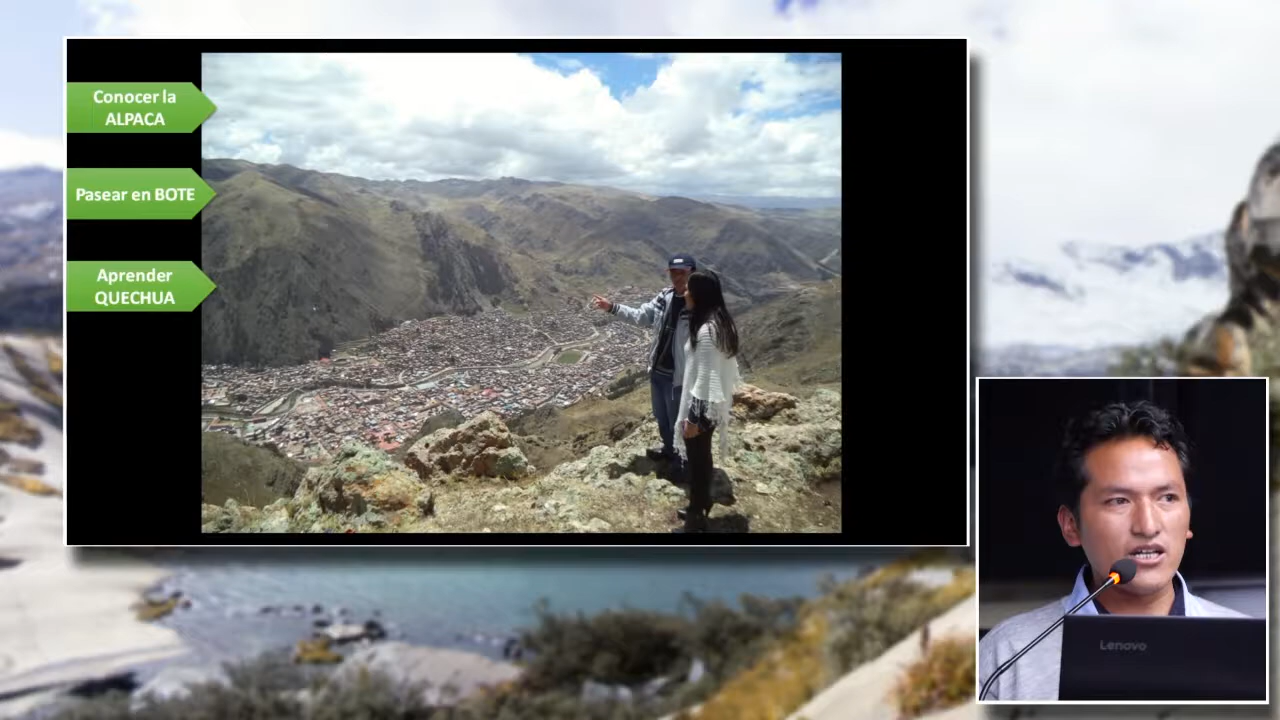 Conocer la
ALPACA
Pasear en BOTE
Aprender
QUECHUA
Lenovo